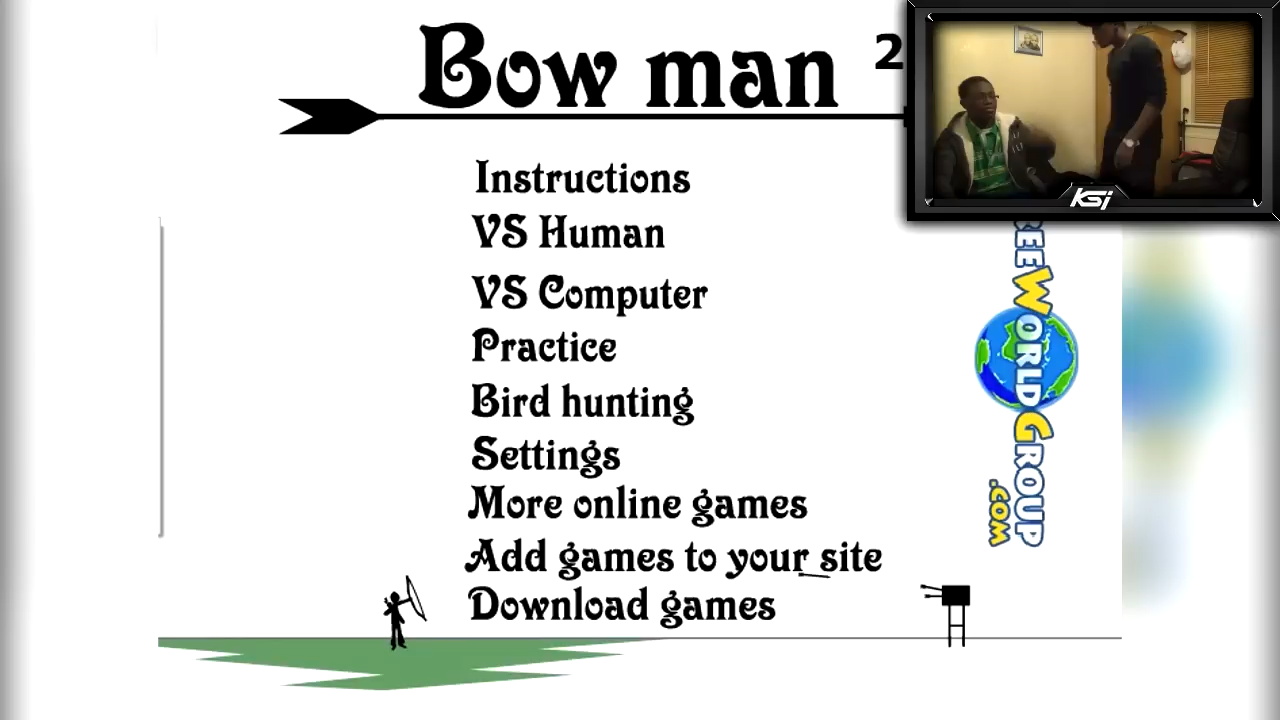 Bow man 2
KSI
Instructions
VS Human
VS Computer
Practice
Bird hunting
Settings
More online games
Add games to your site
Download games
REEWORLDGROUP
.COM